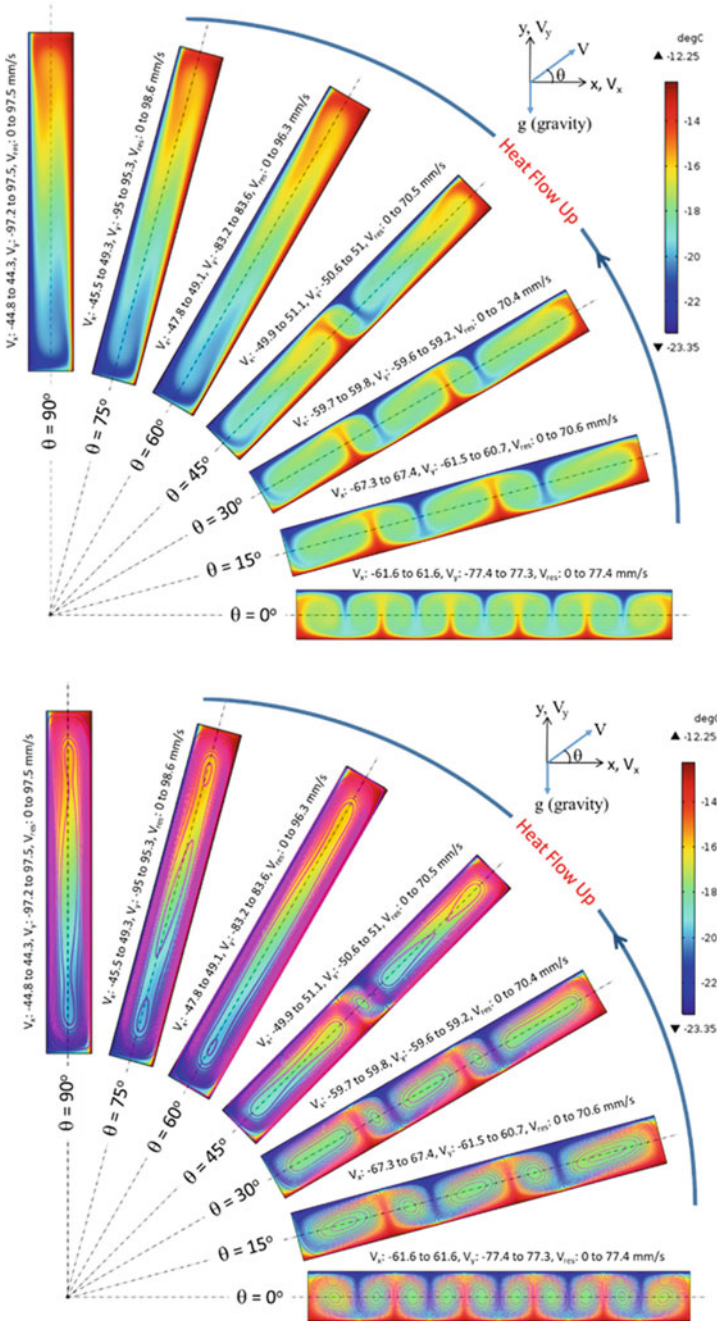 y, Vy
V
θ
x, Vx
g (gravity)
degC
▲ -12.25
-14
-16
-18
-20
-22
▼ -23.35
Heat Flow Up
Vx: -44.8 to 44.3, Vy: -97.2 to 97.5, Vres: 0 to 97.5 mm/s
Vx: -45.5 to 49.3, Vy: -95 to 95.3, Vres: 0 to 98.6 mm/s
Vx: -47.8 to 49.1, Vy: -83.2 to 83.6, Vres: 0 to 96.3 mm/s
Vx: -49.9 to 51.1, Vy: -50.6 to 51, Vres: 0 to 70.5 mm/s
Vx: -59.7 to 59.8, Vy: -59.6 to 59.2, Vres: 0 to 70.4 mm/s
Vx: -67.3 to 67.4, Vy: -61.5 to 60.7, Vres: 0 to 70.6 mm/s
Vx: -61.6 to 61.6, Vy: -77.4 to 77.3, Vres: 0 to 77.4 mm/s
θ = 90°
θ = 75°
θ = 60°
θ = 45°
θ = 30°
θ = 15°
θ = 0°
y, Vy
V
θ
x, Vx
g (gravity)
degC
▲ -12.25
-14
-16
-18
-20
-22
▼ -23.35
Heat Flow Up
Vx: -44.8 to 44.3, Vy: -97.2 to 97.5, Vres: 0 to 97.5 mm/s
Vx: -45.5 to 49.3, Vy: -95 to 95.3, Vres: 0 to 98.6 mm/s
Vx: -47.8 to 49.1, Vy: -83.2 to 83.6, Vres: 0 to 96.3 mm/s
Vx: -49.9 to 51.1, Vy: -50.6 to 51, Vres: 0 to 70.5 mm/s
Vx: -59.7 to 59.8, Vy: -59.6 to 59.2, Vres: 0 to 70.4 mm/s
Vx: -67.3 to 67.4, Vy: -61.5 to 60.7, Vres: 0 to 70.6 mm/s
Vx: -61.6 to 61.6, Vy: -77.4 to 77.3, Vres: 0 to 77.4 mm/s
θ = 90°
θ = 75°
θ = 60°
θ = 45°
θ = 30°
θ = 15°
θ = 0°